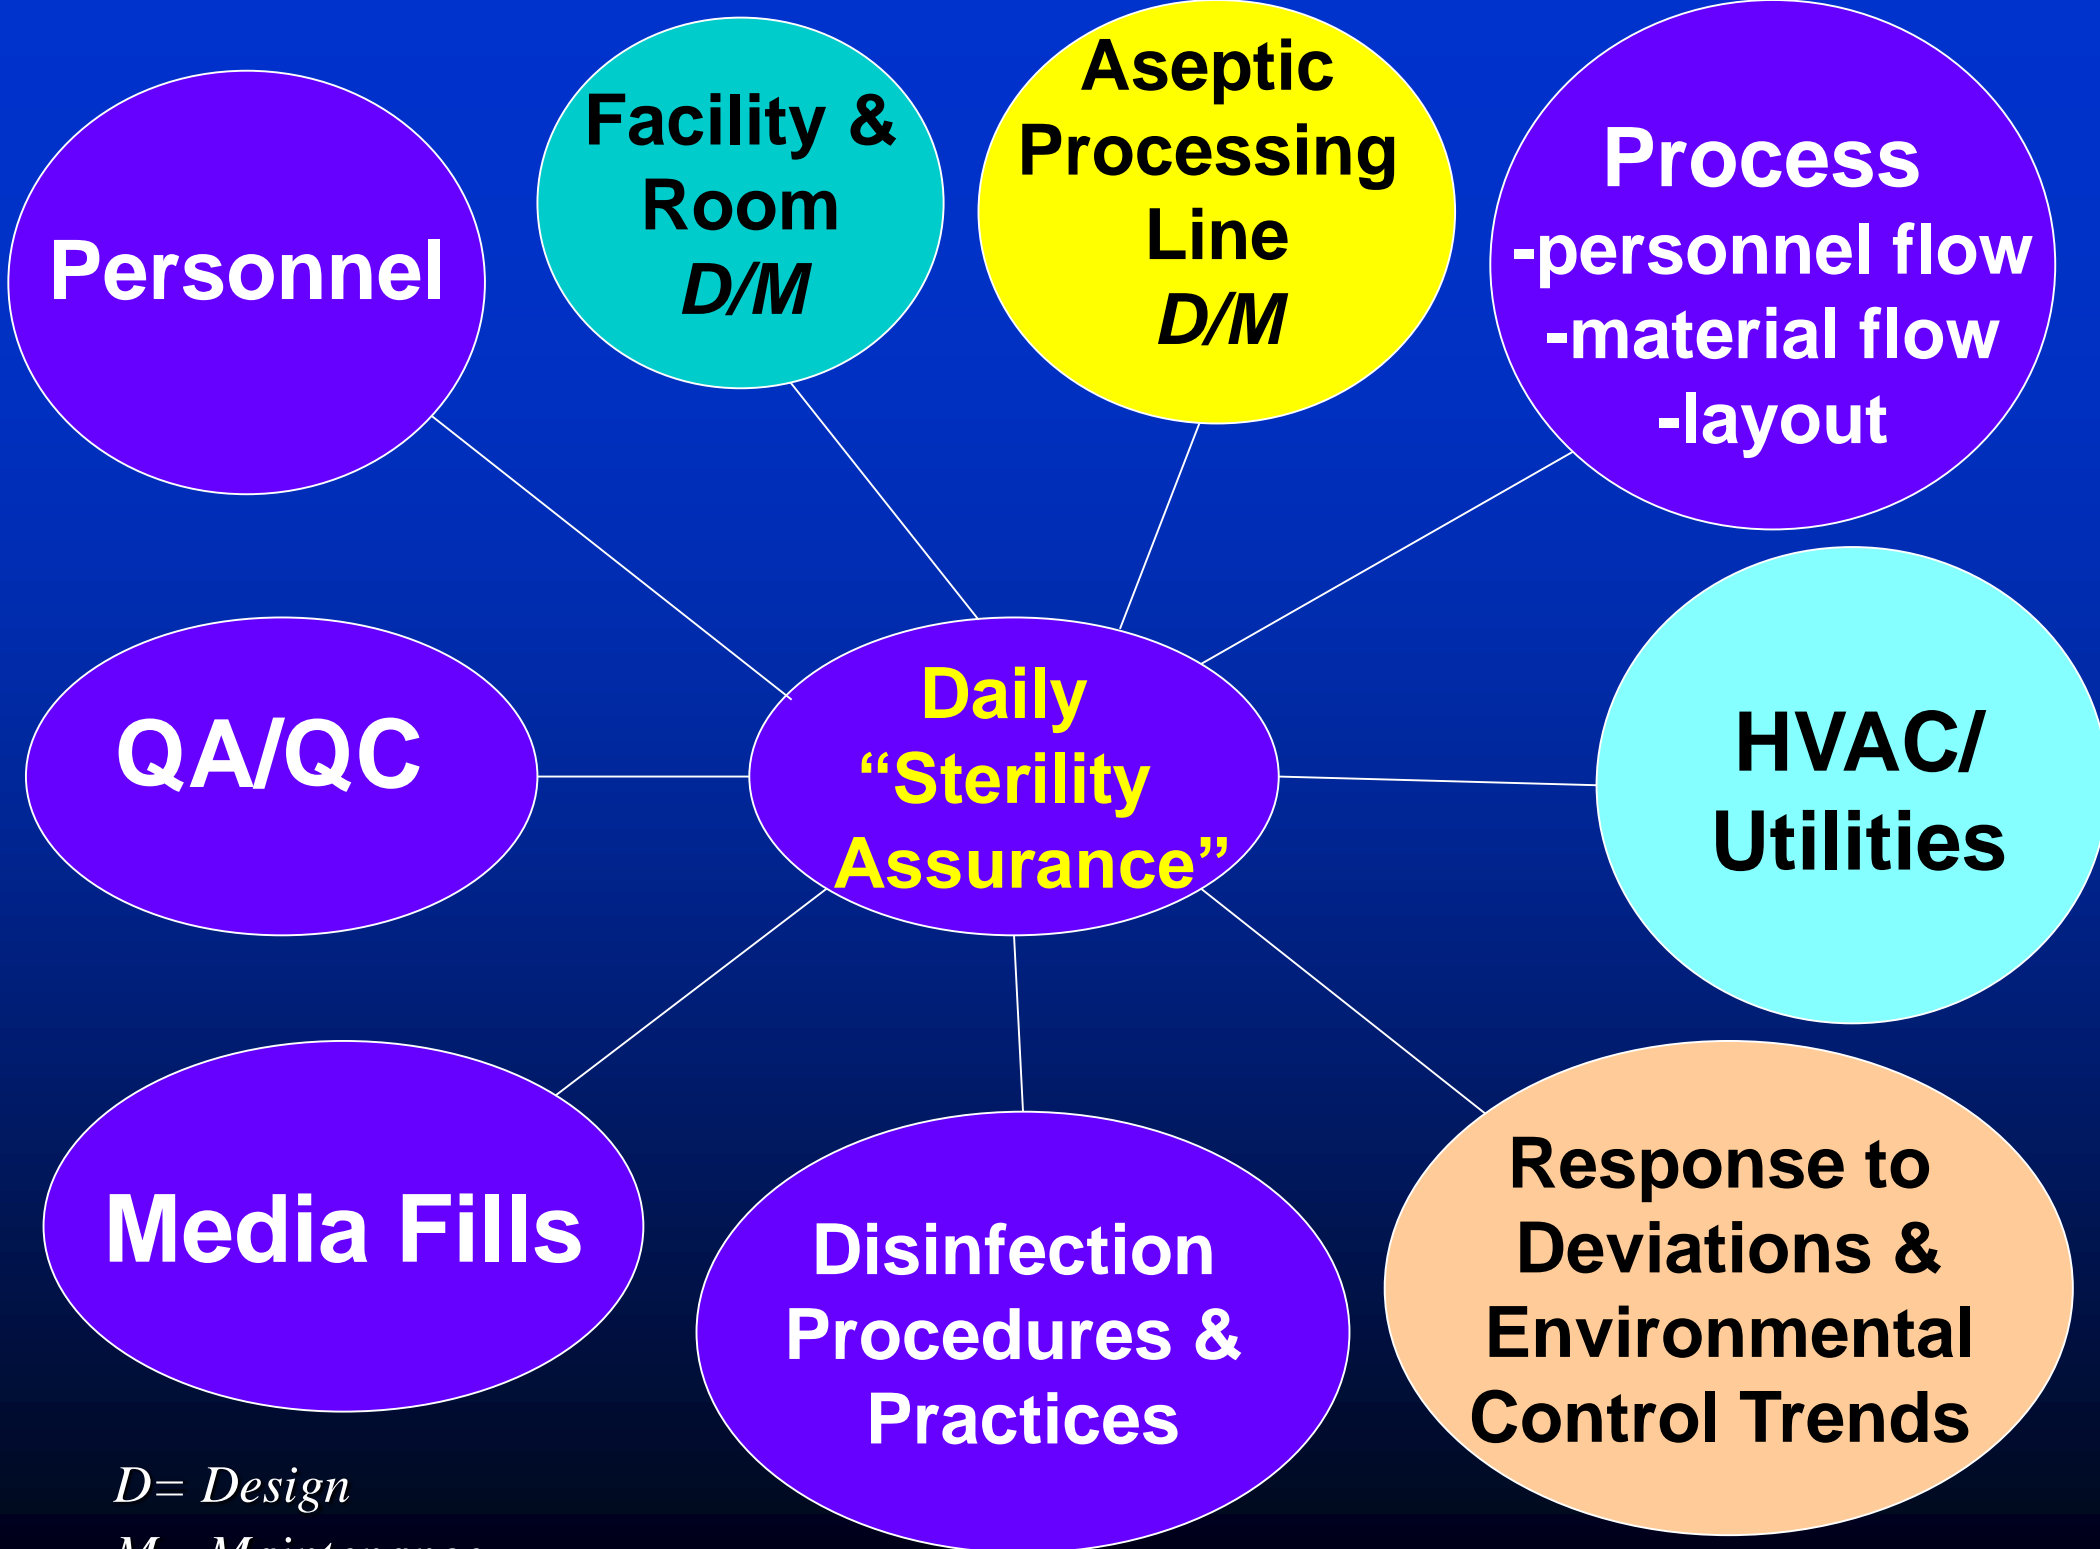 Personnel
Facility &
Room
D/M
Aseptic
Processing
Line
D/M
Process
-personnel flow
-material flow
-layout
QA/QC
Daily
“Sterility
Assurance”
HVAC/
Utilities
Media Fills
Disinfection
Procedures &
Practices
Response to
Deviations &
Environmental
Control Trends
D= Design
M= Maintenance